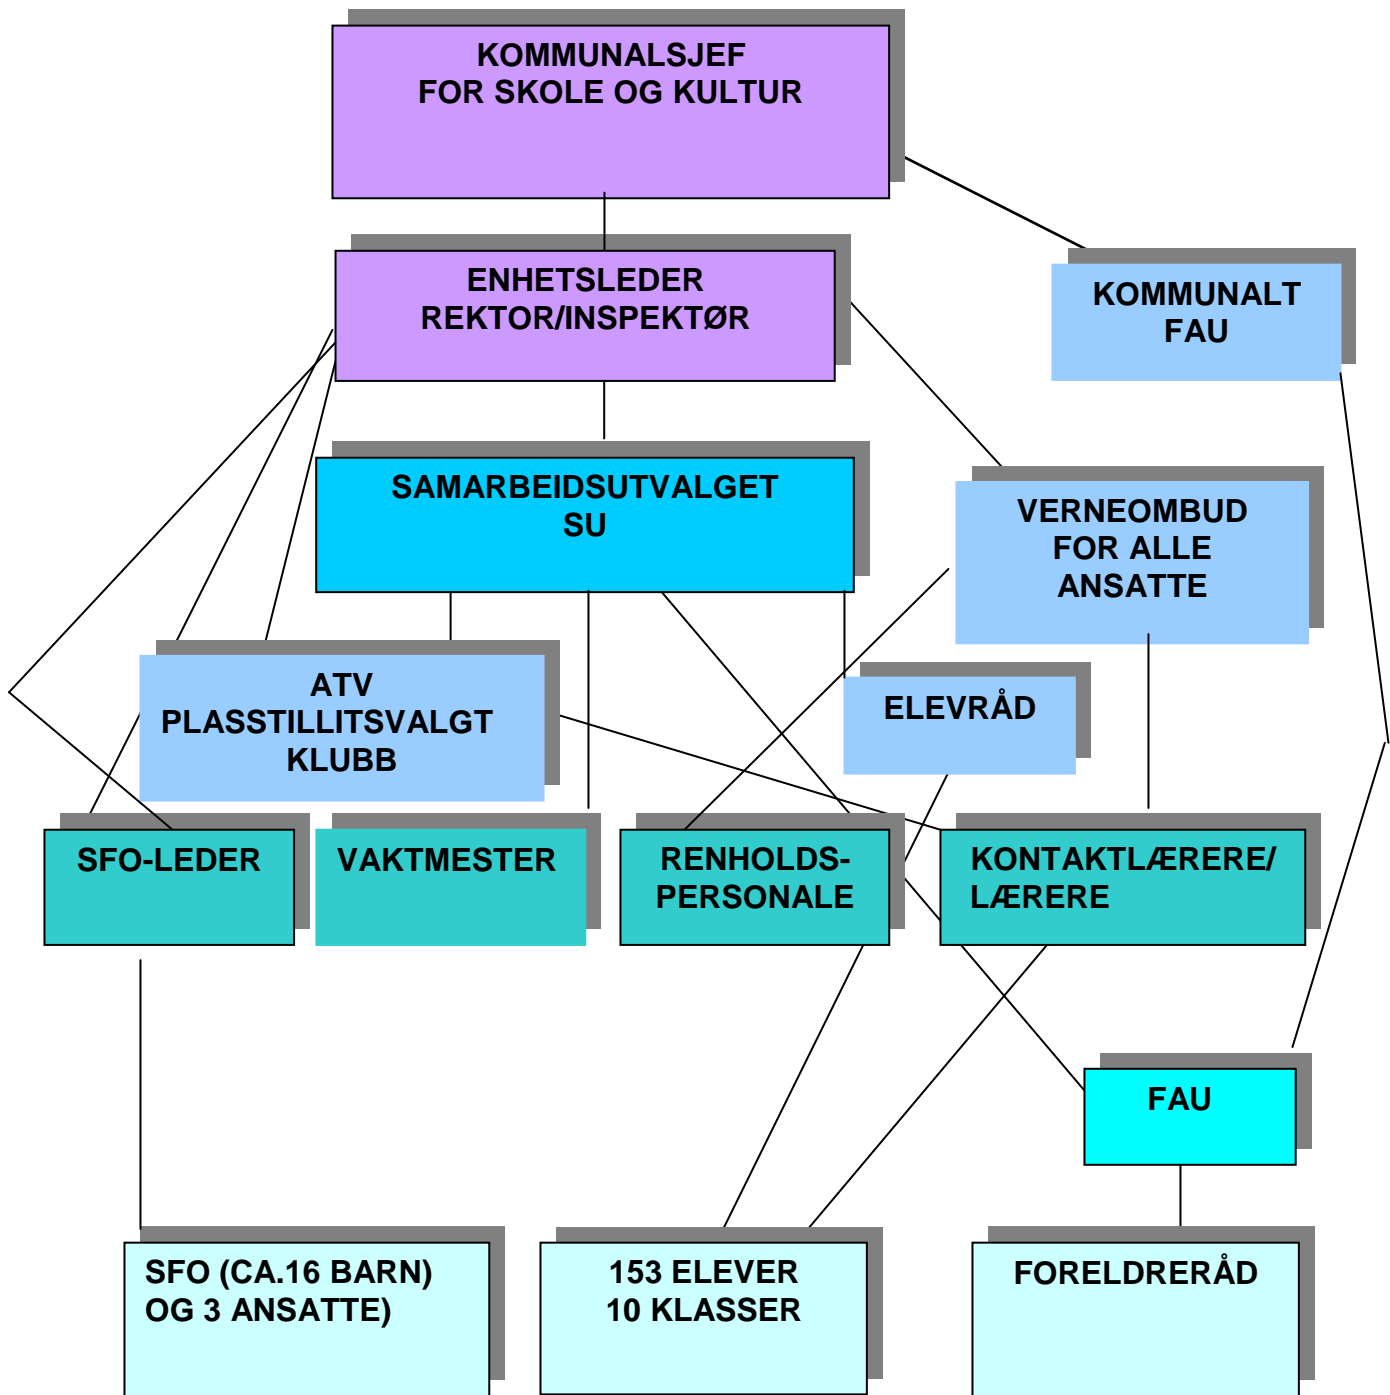 KOMMUNALSJEF
FOR SKOLE OG KULTUR
ENHETSLEDER
REKTOR/INSPEKTØR
KOMMUNALT
FAU
SAMARBEIDSUTVALGET
SU
VERNEOMBUD
FOR ALLE
ANSATTE
ATV
PLASSTILLITSVALGT
KLUBB
ELEVRÅD
SFO-LEDER
VAKTMESTER
RENHOLDS-
PERSONALE
KONTAKTLÆRERE/
LÆRERE
FAU
SFO (CA.16 BARN)
OG 3 ANSATTE)
153 ELEVER
10 KLASSER
FORELDRERÅD